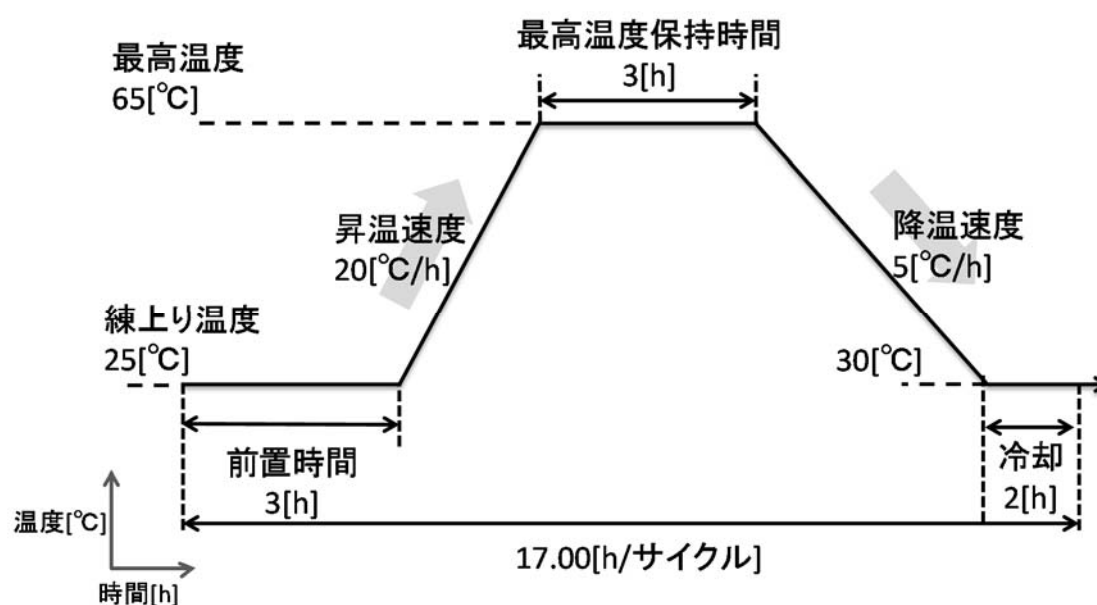 最高温度保持時間
3[h]
最高温度
65[℃]
昇温速度
20[℃/h]
降温速度
5[℃/h]
練上り温度
25[℃]
30[℃]
前置時間
3[h]
冷却
2[h]
17.00[h/サイクル]
温度[℃]
時間[h]